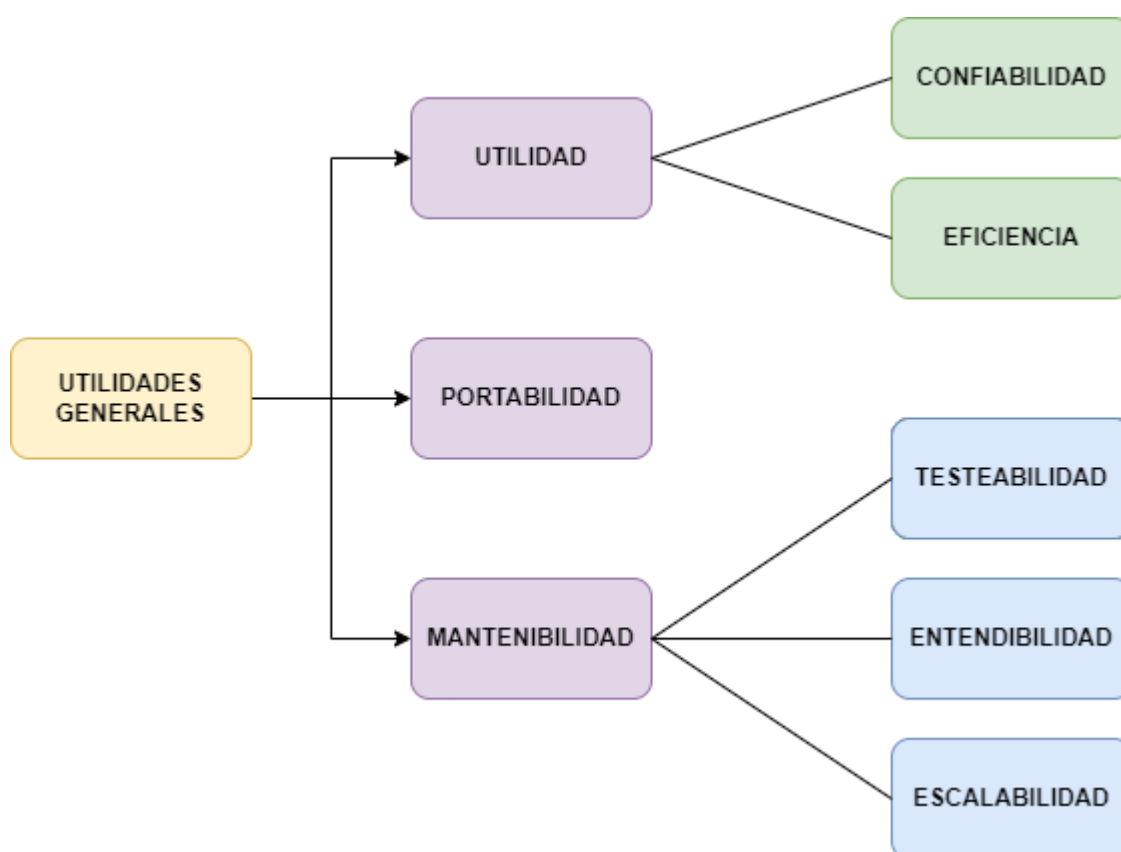 CONFIABILIDAD
UTILIDAD
EFICIENCIA
UTILIDADES
GENERALES
PORTABILIDAD
TESTEABILIDAD
MANTENIBILIDAD
ENTENDIBILIDAD
ESCALABILIDAD